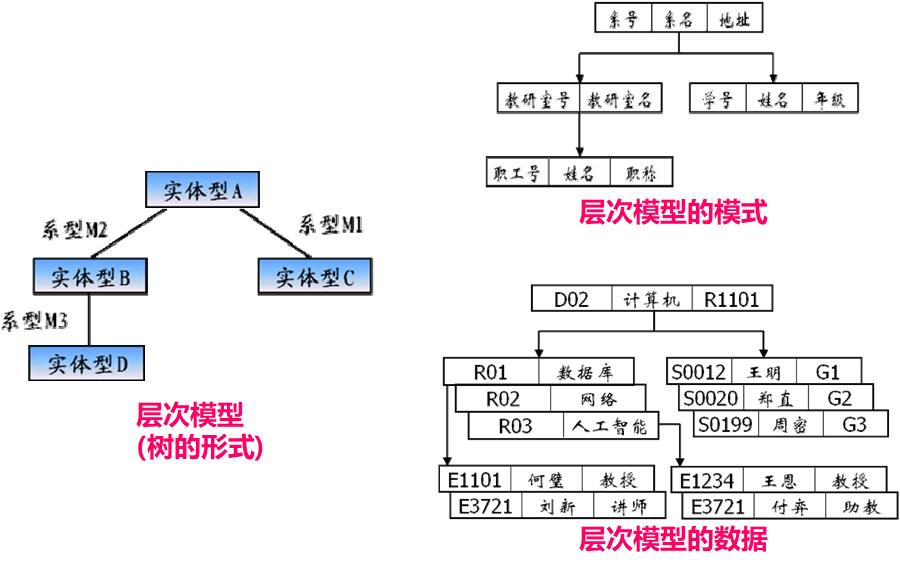 实体型A
系型M2
系型M1
实体型B
实体型C
系型M3
实体型D
层次模型
(树的形式)
系号 系名 地址
教研室号 教研室名
学号 姓名 年级
职工号 姓名 职称
层次模型的模式
D02 计算机 R1101
R01 数据库
R02 网络
R03 人工智能
S0012 王明 G1
S0020 郑直 G2
S0199 周密 G3
E1101 何璧 教授
E3721 刘新 讲师
E1234 王恩 教授
E3721 付弈 助教
层次模型的数据